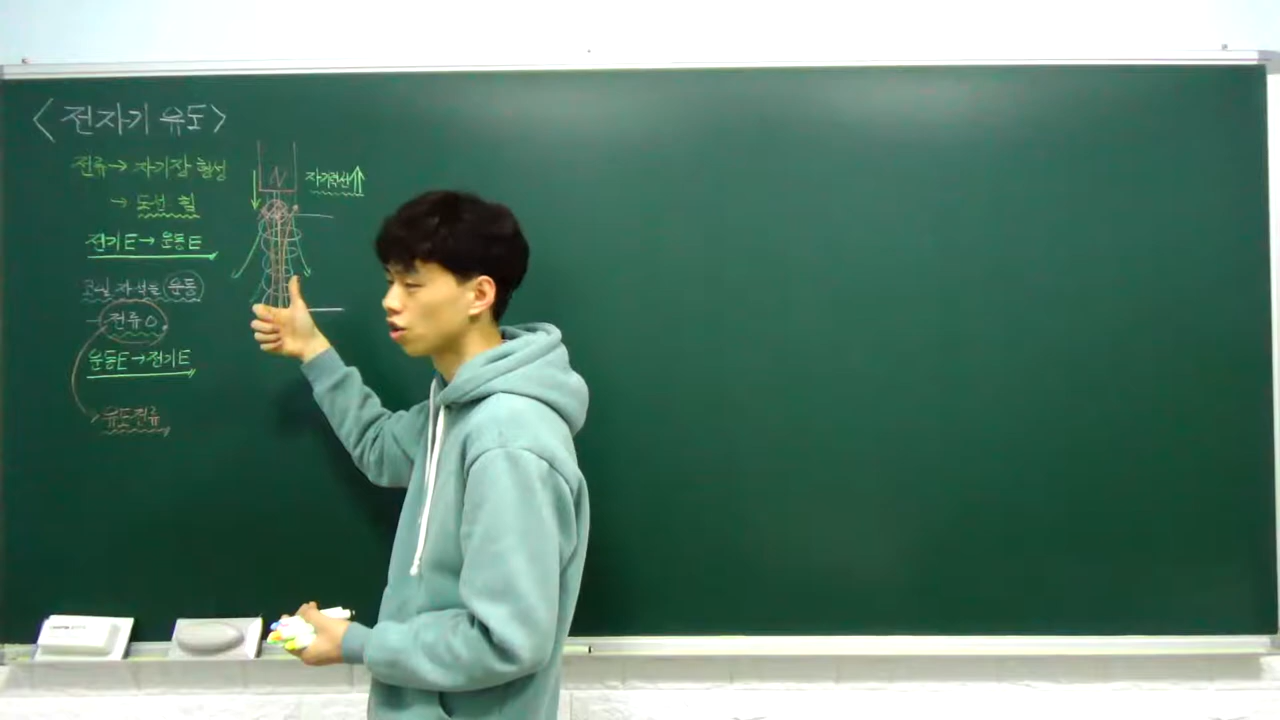 <전자기 유도>
전류→ 자기장 형성
→ 도선 힘
전기E→ 운동E
코일 자석 운동
→ 전류O
운동E→전기E
유도전류
N
자기력선↑